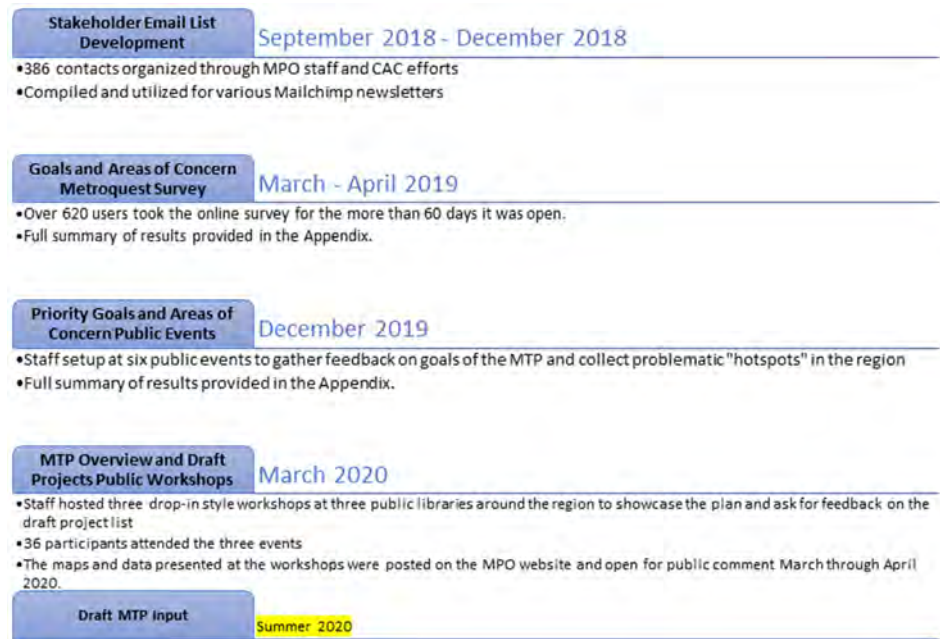 Stakeholder Email List
Development
September 2018 - December 2018
•386 contacts organized through MPO staff and CAC efforts
•Compiled and utilized for various Mailchimp newsletters
Goals and Areas of Concern
Metroquest Survey
March - April 2019
•Over 620 users took the online survey for the more than 60 days it was open.
•Full summary of results provided in the Appendix.
Priority Goals and Areas of
Concern Public Events
December 2019
•Staff setup at six public events to gather feedback on goals of the MTP and collect problematic "hotspots" in the region
•Full summary of results provided in the Appendix.
MTP Overview and Draft
Projects Public Workshops
March 2020
•Staff hosted three drop-in style workshops at three public libraries around the region to showcase the plan and ask for feedback on the
draft project list
•36 participants attended the three events
•The maps and data presented at the workshops were posted on the MPO website and open for public comment March through April
2020.
Draft MTP Input
Summer 2020